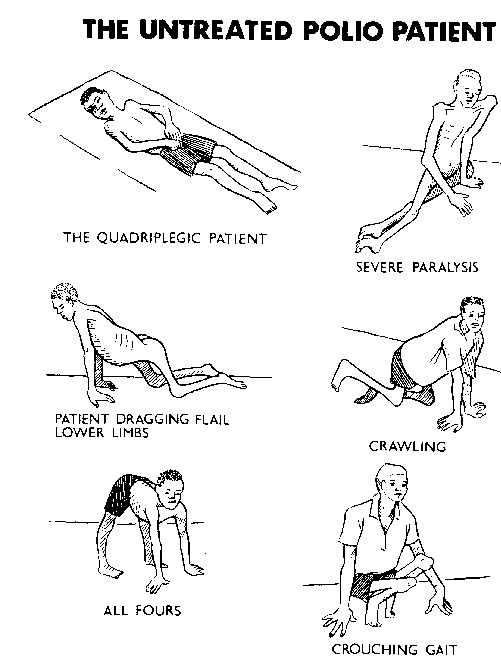 THE UNTREATED POLIO PATIENT
THE QUADRIPLEGIC PATIENT
SEVERE PARALYSIS
PATIENT DRAGGING FLAIL
LOWER LIMBS
CRAWLING
ALL FOURS
CROUCHING GAIT